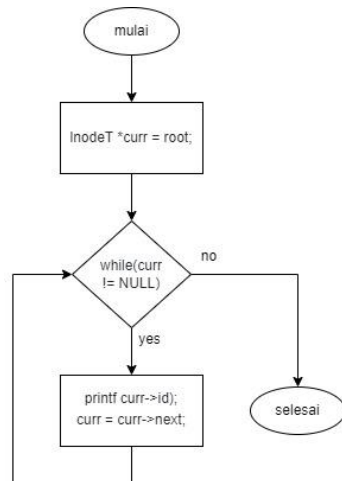 mulai
lnodeT *curr = root;
while(curr
!= NULL)
no
yes
printf curr->id);
curr = curr->next;
selesai